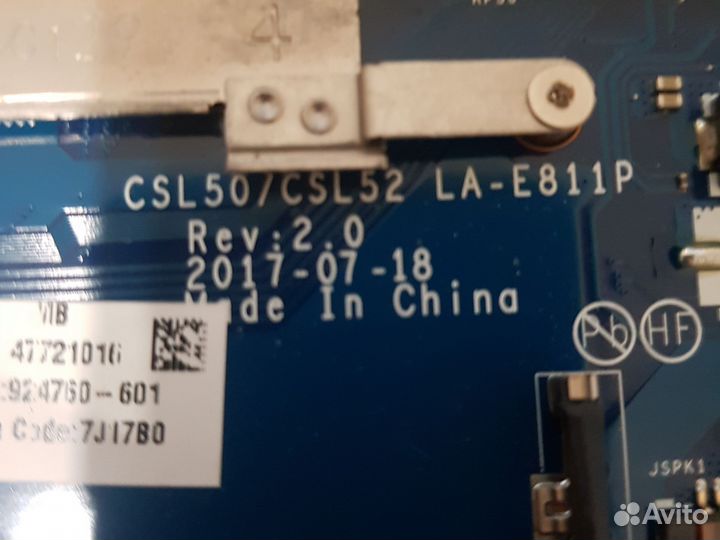 4
CSL50/CSL52 LA-E811P
Rev:2.0
2017-07-18
Made In China
MB
47721016
:924760-601
Code:7J17B0
Pb
HF
JSPK1
Avito